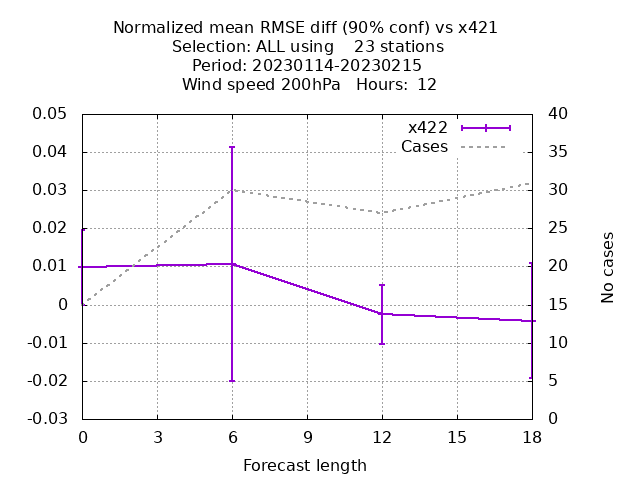 Normalized mean RMSE diff (90% conf) vs x421
Selection: ALL using    23 stations
Period: 20230114-20230215
Wind speed 200hPa   Hours:  12
x422
Cases
0.05
0.04
0.03
0.02
0.01
0
-0.01
-0.02
-0.03
40
35
30
25
20
15
10
5
0
No cases
0 3 6 9 12 15 18
Forecast length